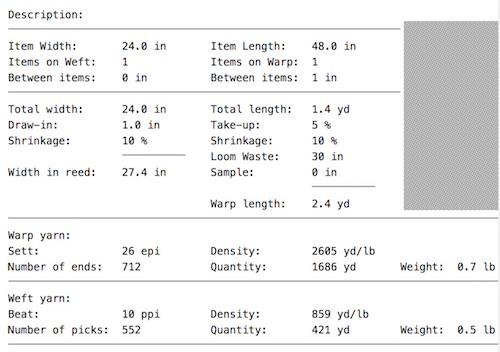 Description:
Item Width: 24.0 in Item Length: 48.0 in
Items on Weft: 1 Items on Warp: 1
Between items: 0 in Between items: 1 in
Total width: 24.0 in Total length: 1.4 yd
Draw-in: 1.0 in Take-up: 5 %
Shrinkage: 10 % Shrinkage: 10 %
Loom Waste: 30 in
Width in reed: 27.4 in Sample: 0 in
Warp length: 2.4 yd
Warp yarn:
Sett: 26 epi Density: 2605 yd/lb
Number of ends: 712 Quantity: 1686 yd Weight: 0.7 lb
Weft yarn:
Beat: 10 ppi Density: 859 yd/lb
Number of picks: 552 Quantity: 421 yd Weight: 0.5 lb